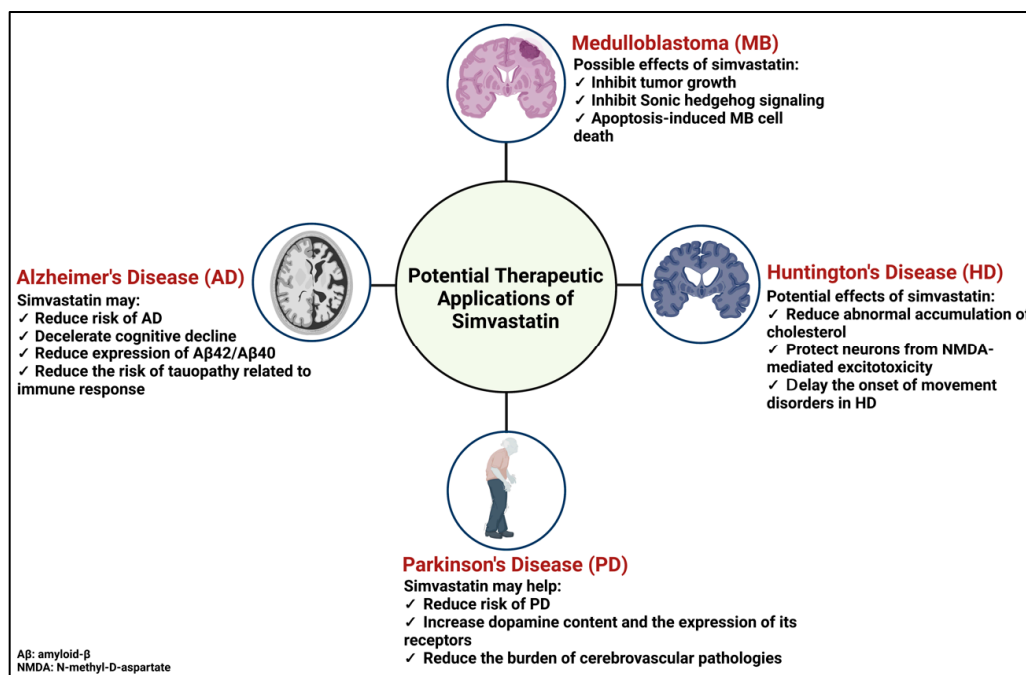 Medulloblastoma (MB)
Possible effects of simvastatin:
✓ Inhibit tumor growth
✓ Inhibit Sonic hedgehog signaling
✓ Apoptosis-induced MB cell
death
Alzheimer's Disease (AD)
Simvastatin may:
✓ Reduce risk of AD
✓ Decelerate cognitive decline
✓ Reduce expression of Aβ42/Aβ40
✓ Reduce the risk of tauopathy related to
immune response
Potential Therapeutic
Applications of
Simvastatin
Huntington's Disease (HD)
Potential effects of simvastatin:
✓ Reduce abnormal accumulation of
cholesterol
✓ Protect neurons from NMDA-
mediated excitotoxicity
✓ Delay the onset of movement
disorders in HD
Parkinson's Disease (PD)
Simvastatin may help:
✓ Reduce risk of PD
✓ Increase dopamine content and the expression of its
receptors
✓ Reduce the burden of cerebrovascular pathologies
Aβ: amyloid-β
NMDA: N-methyl-D-aspartate